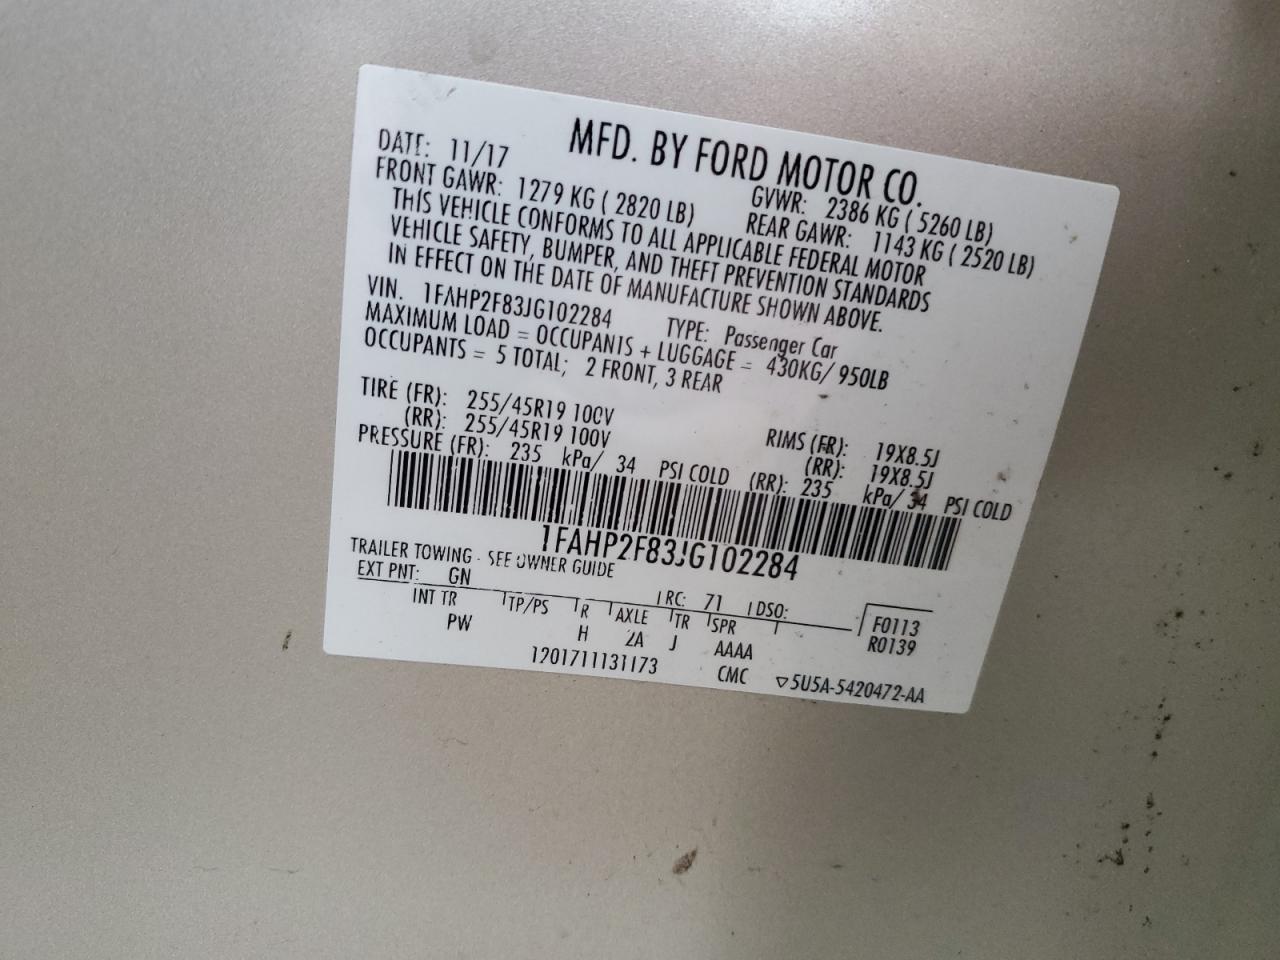 MFD. BY FORD MOTOR CO.
DATE: 11/17 GVWR: 2386 KG ( 5260 LB)
FRONT GAWR: 1279 KG ( 2820 LB) REAR GAWR: 1143 KG ( 2520 LB)
THIS VEHICLE CONFORMS TO ALL APPLICABLE FEDERAL MOTOR
VEHICLE SAFETY, BUMPER, AND THEFT PREVENTION STANDARDS
IN EFFECT ON THE DATE OF MANUFACTURE SHOWN ABOVE.
VIN. 1FAHP2F83JG102284 TYPE: Passenger Car
MAXIMUM LOAD = OCCUPANTS + LUGGAGE = 430KG/ 950LB
OCCUPANTS = 5 TOTAL; 2 FRONT, 3 REAR
TIRE (FR): 255/45R19 100V RIMS (FR): 19X8.5J
(RR): 255/45R19 100V (RR): 19X8.5J
PRESSURE (FR): 235 kPa/ 34 PSI COLD (RR): 235 kPa/ 34 PSI COLD
1FAHP2F83JG102284
TRAILER TOWING - SEE OWNER GUIDE
EXT PNT: GN RC: 71 DSO:
INT TR TP/PS R AXLE TR SPR F0113
PW H 2A J AAAA R0139
1201711131173 CMC ▽5U5A-5420472-AA